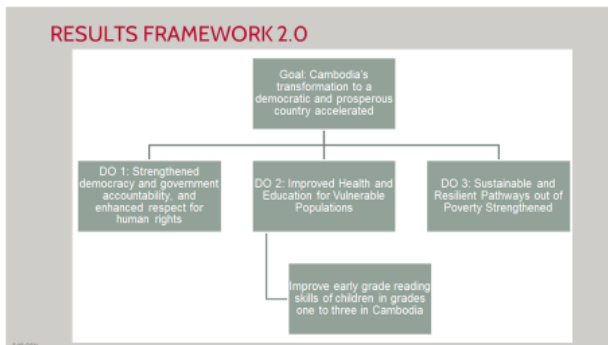 RESULTS FRAMEWORK 2.0
Goal: Cambodia's
transformation to a
democratic and prosperous
country accelerated
DO 1: Strengthened
democracy and government
accountability, and
enhanced respect for
human rights
DO 2: Improved Health and
Education for Vulnerable
Populations
DO 3: Sustainable and
Resilient Pathways out of
Poverty Strengthened
Improve early grade reading
skills of children in grades
one to three in Cambodia